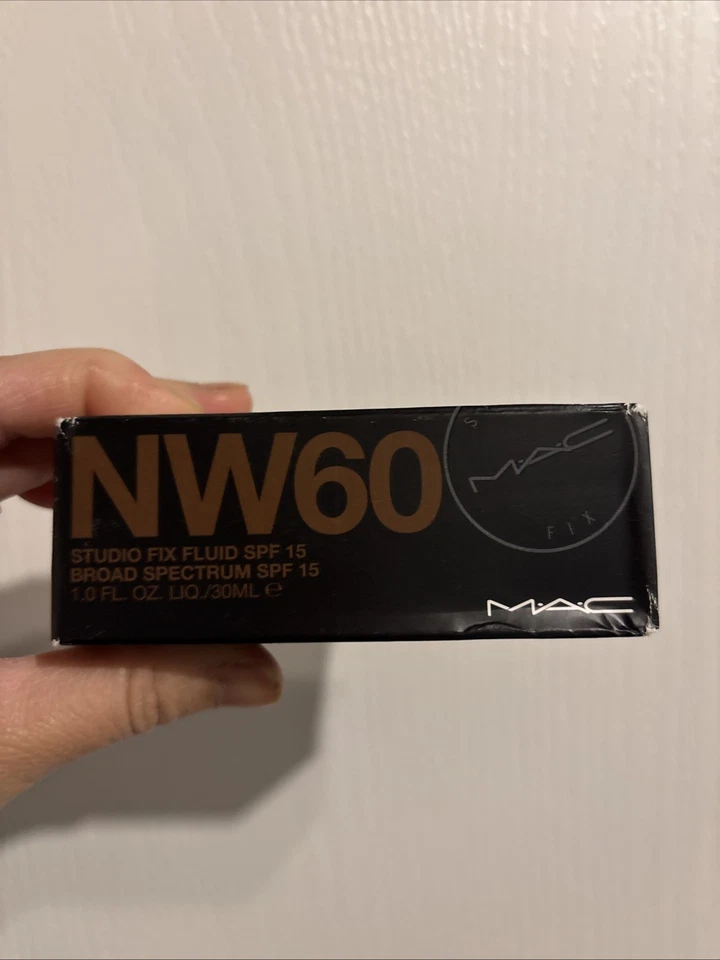 NW60
STUDIO FIX FLUID SPF 15
BROAD SPECTRUM SPF 15
1.0 FL. OZ. LIQ./30ML ℮
S
M·A·C
FIX
M·A·C